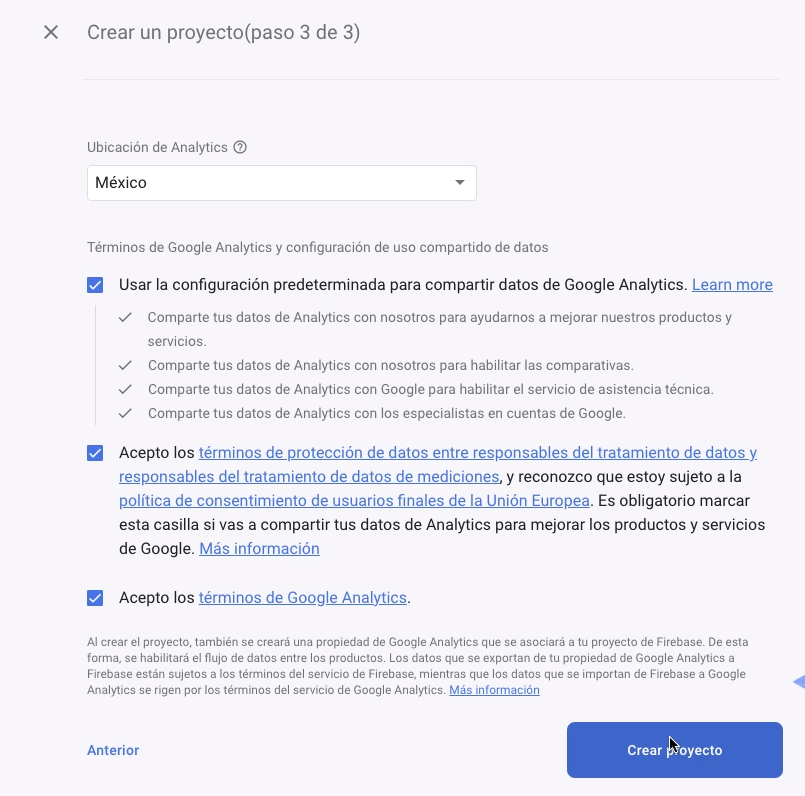 Crear un proyecto(paso 3 de 3)
Ubicación de Analytics
México
Términos de Google Analytics y configuración de uso compartido de datos
Usar la configuración predeterminada para compartir datos de Google Analytics. Learn more
Comparte tus datos de Analytics con nosotros para ayudarnos a mejorar nuestros productos y
servicios.
Comparte tus datos de Analytics con nosotros para habilitar las comparativas.
Comparte tus datos de Analytics con Google para habilitar el servicio de asistencia técnica.
Comparte tus datos de Analytics con los especialistas en cuentas de Google.
Acepto los términos de protección de datos entre responsables del tratamiento de datos y
responsables del tratamiento de datos de mediciones, y reconozco que estoy sujeto a la
política de consentimiento de usuarios finales de la Unión Europea. Es obligatorio marcar
esta casilla si vas a compartir tus datos de Analytics para mejorar los productos y servicios
de Google. Más información
Acepto los términos de Google Analytics.
Al crear el proyecto, también se creará una propiedad de Google Analytics que se asociará a tu proyecto de Firebase. De esta
forma, se habilitará el flujo de datos entre los productos. Los datos que se exportan de tu propiedad de Google Analytics a
Firebase están sujetos a los términos del servicio de Firebase, mientras que los datos que se importan de Firebase a Google
Analytics se rigen por los términos del servicio de Google Analytics. Más información
Anterior
Crear proyecto